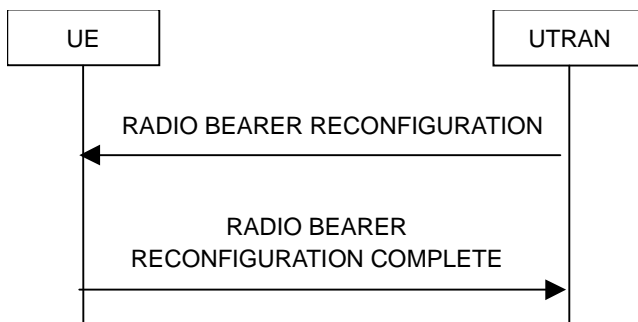 UE
UTRAN
RADIO BEARER RECONFIGURATION
RADIO BEARER
RECONFIGURATION COMPLETE